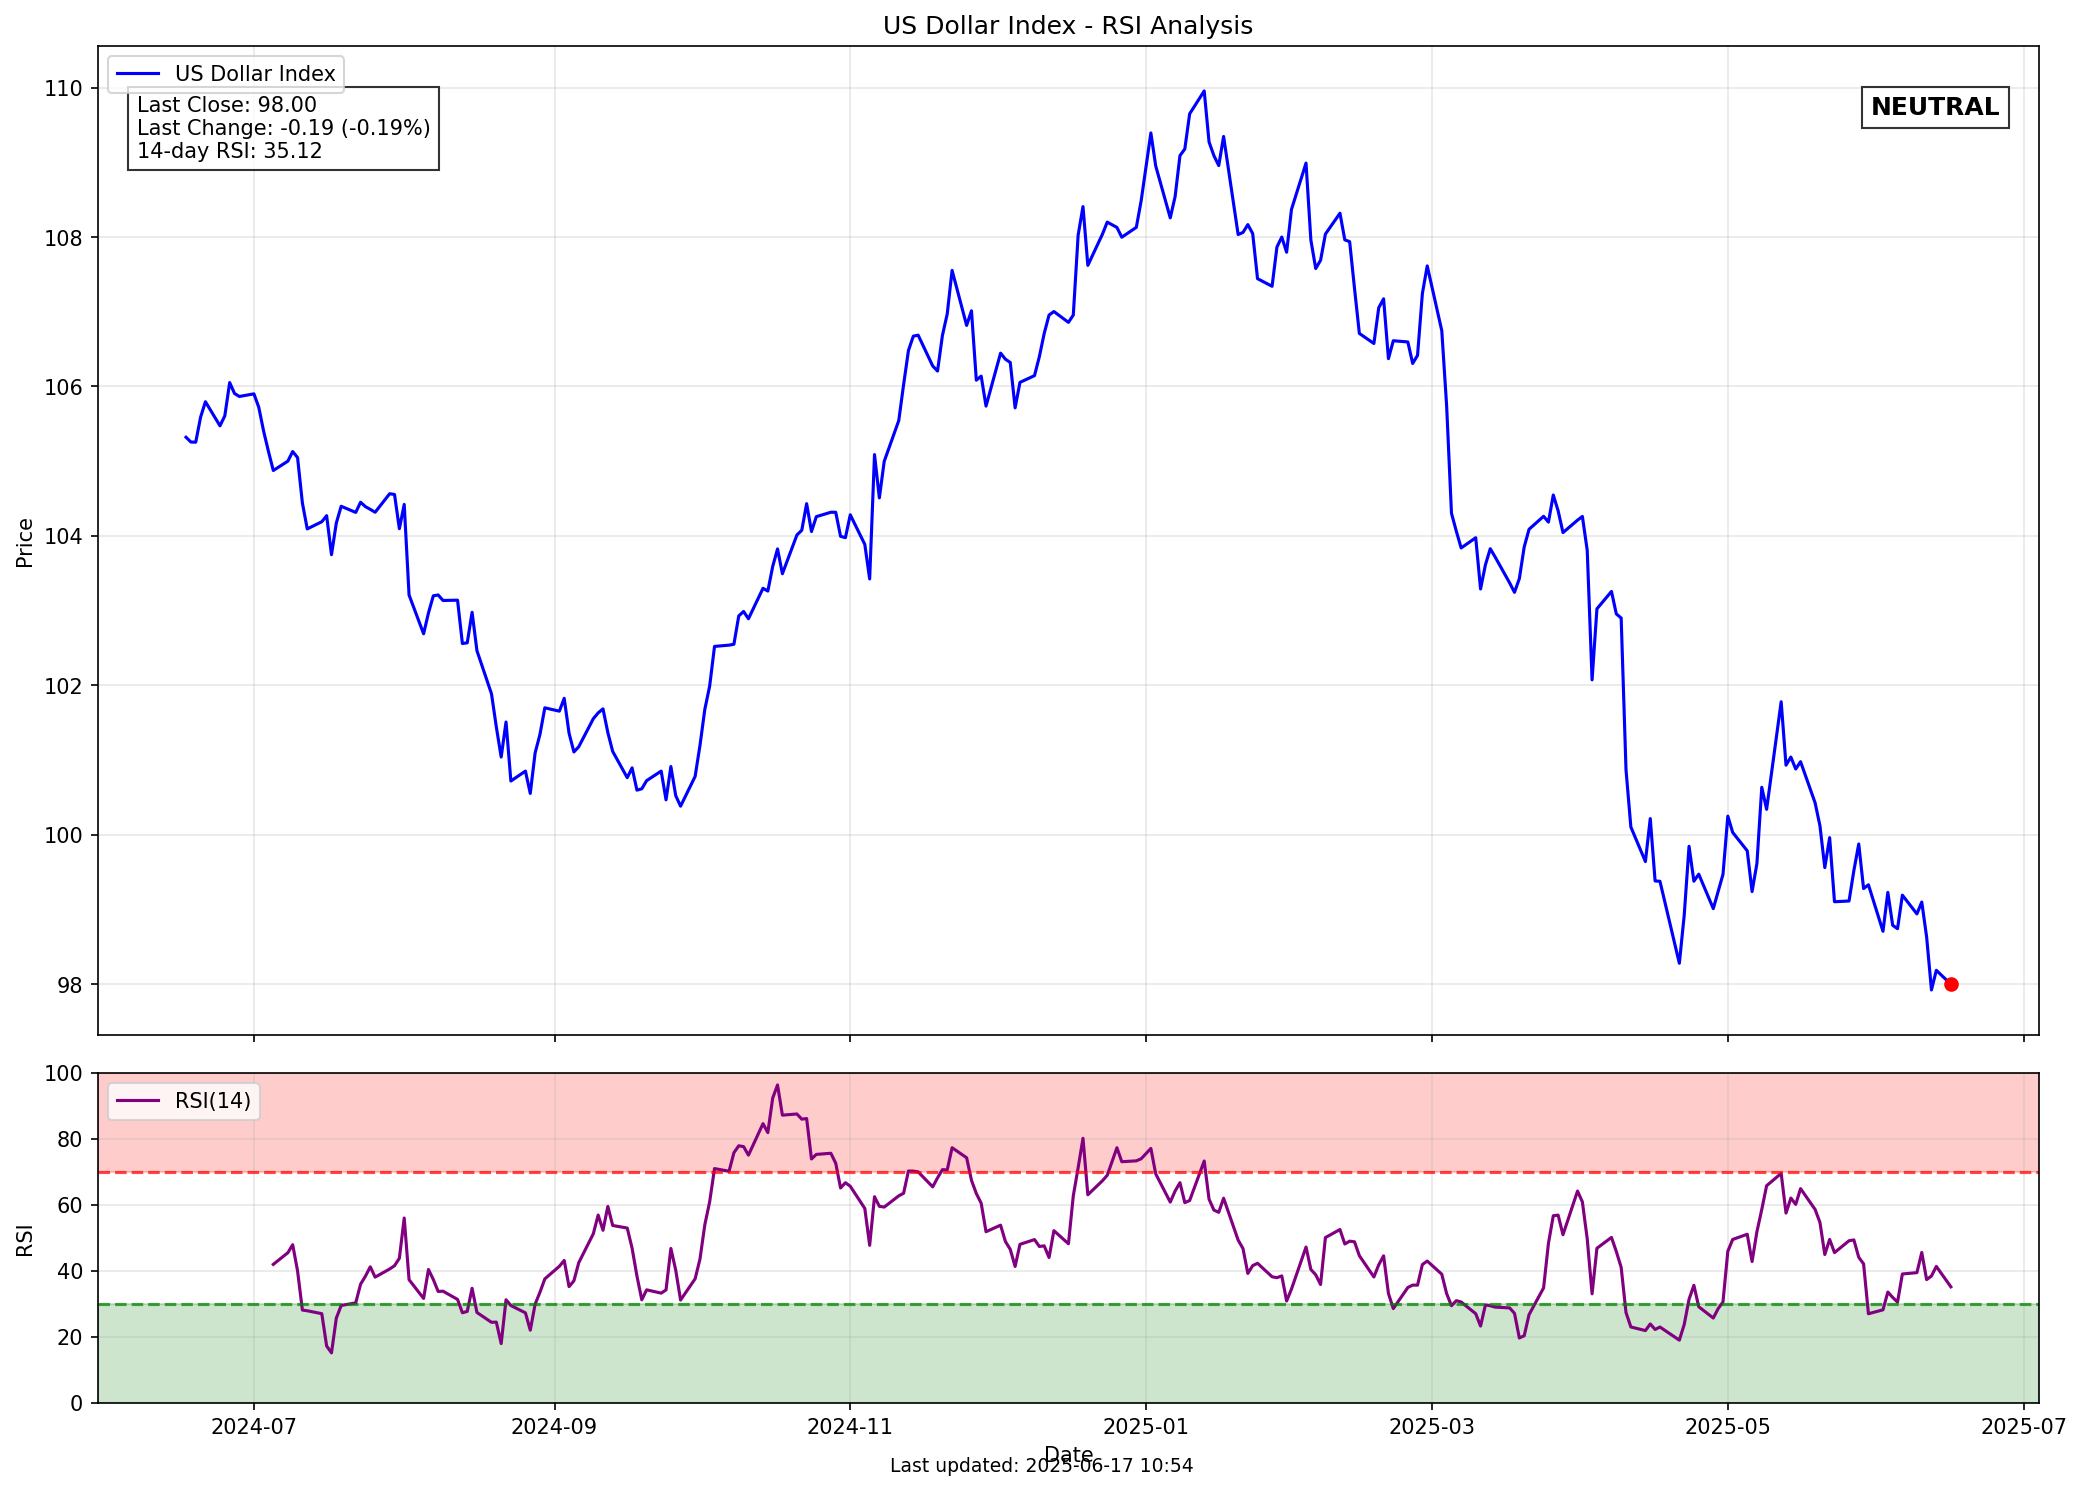 US Dollar Index - RSI Analysis
US Dollar Index
Last Close: 98.00
Last Change: -0.19 (-0.19%)
14-day RSI: 35.12
NEUTRAL
Price
110
108
106
104
102
100
98
RSI(14)
RSI
100
80
60
40
20
0
2024-07
2024-09
2024-11
2025-01
2025-03
2025-05
2025-07
Date
Last updated: 2025-06-17 10:54